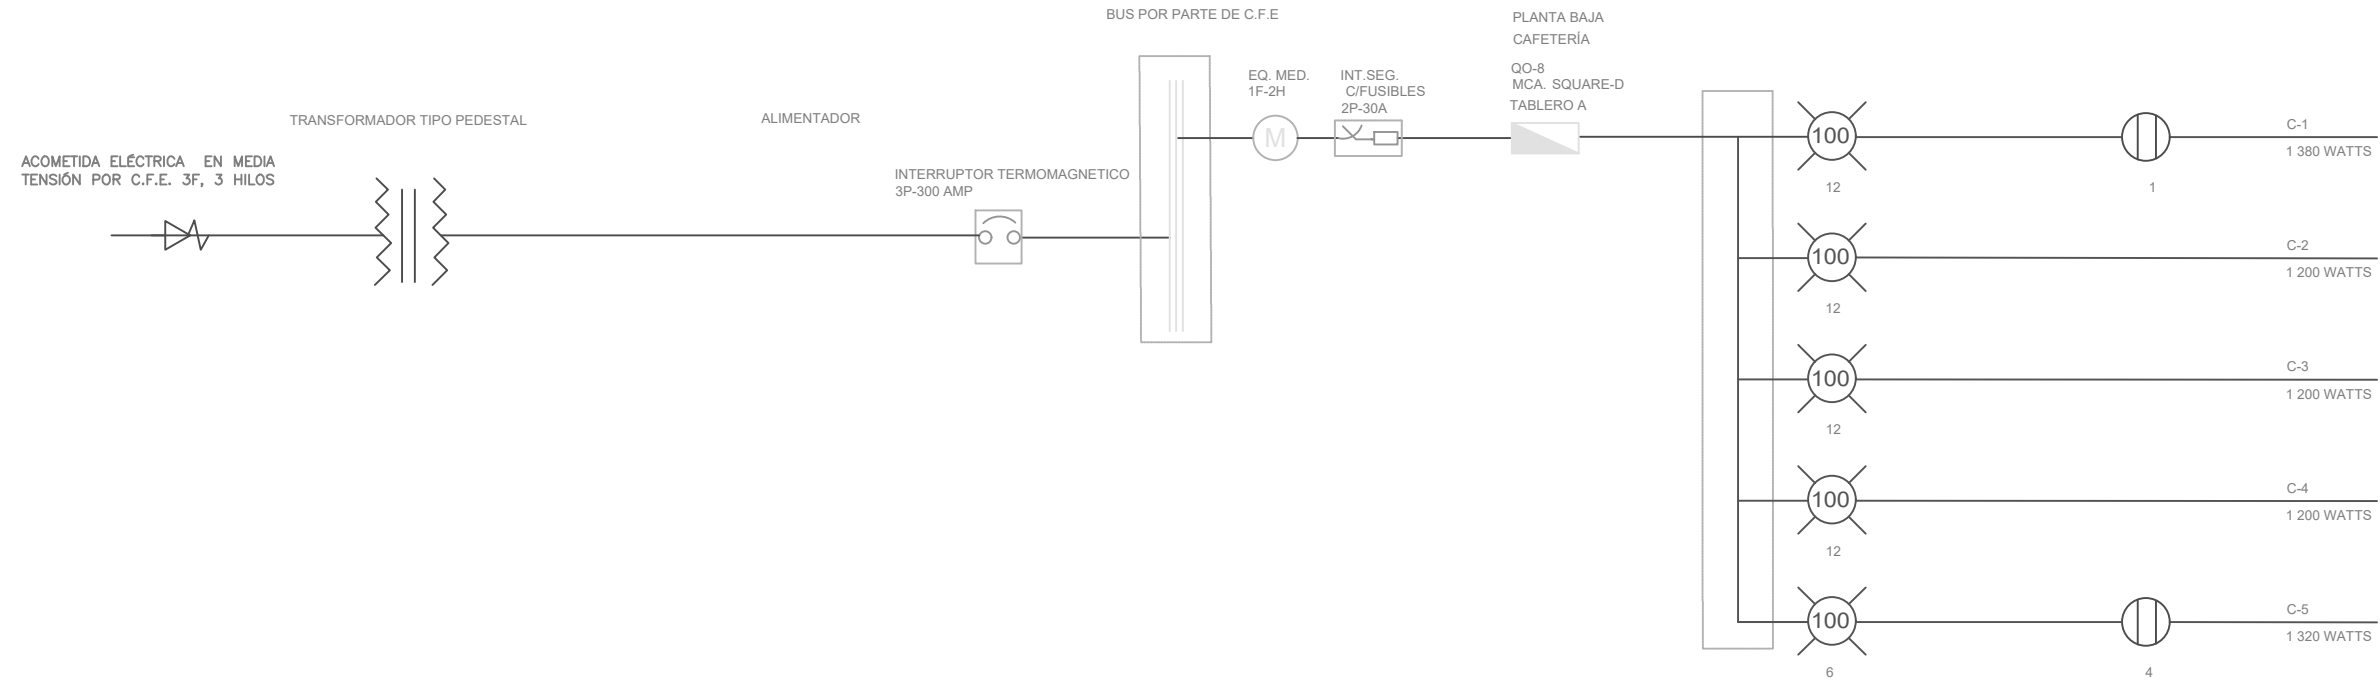 BUS POR PARTE DE C.F.E
PLANTA BAJA
CAFETERÍA
QO-8
MCA. SQUARE-D
TABLERO A
EQ. MED.
1F-2H
INT.SEG.
C/FUSIBLES
2P-30A
TRANSFORMADOR TIPO PEDESTAL
ALIMENTADOR
ACOMETIDA ELÉCTRICA EN MEDIA
TENSIÓN POR C.F.E. 3F, 3 HILOS
INTERRUPTOR TERMOMAGNETICO
3P-300 AMP
M
100
12
1
C-1
1 380 WATTS
100
12
C-2
1 200 WATTS
100
12
C-3
1 200 WATTS
100
12
C-4
1 200 WATTS
100
6
4
C-5
1 320 WATTS